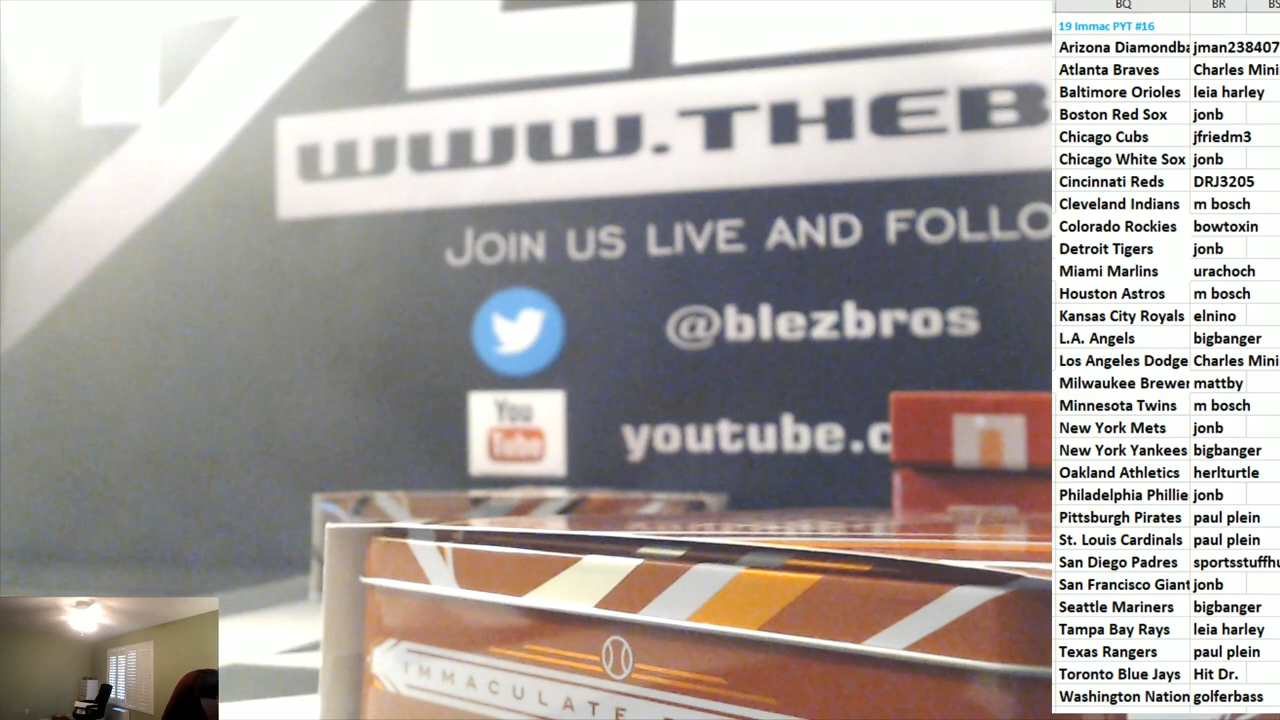 WWW.THEB
JOIN US LIVE AND FOLLO
@blezbros
You
Tube
youtube.c
IMMACULATE
BQ BR BS
19 Immac PYT #16
Arizona Diamondba jman238407
Atlanta Braves Charles Mini
Baltimore Orioles leia harley
Boston Red Sox jonb
Chicago Cubs jfriedm3
Chicago White Sox jonb
Cincinnati Reds DRJ3205
Cleveland Indians m bosch
Colorado Rockies bowtoxin
Detroit Tigers jonb
Miami Marlins urachoch
Houston Astros m bosch
Kansas City Royals elnino
L.A. Angels bigbanger
Los Angeles Dodge Charles Mini
Milwaukee Brewer mattby
Minnesota Twins m bosch
New York Mets jonb
New York Yankees bigbanger
Oakland Athletics herlturtle
Philadelphia Phillie jonb
Pittsburgh Pirates paul plein
St. Louis Cardinals paul plein
San Diego Padres sportsstuffhu
San Francisco Giant jonb
Seattle Mariners bigbanger
Tampa Bay Rays leia harley
Texas Rangers paul plein
Toronto Blue Jays Hit Dr.
Washington Nation golferbass